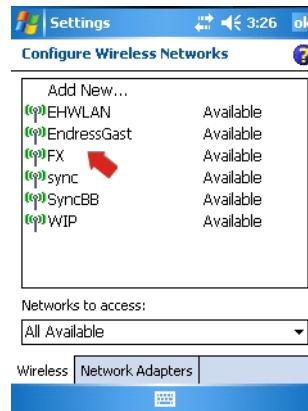 Settings 3:26 ok
Configure Wireless Networks ?
Add New...
EHWLAN Available
EndressGast Available
FX Available
sync Available
SyncBB Available
WIP Available
Networks to access:
All Available
Wireless Network Adapters